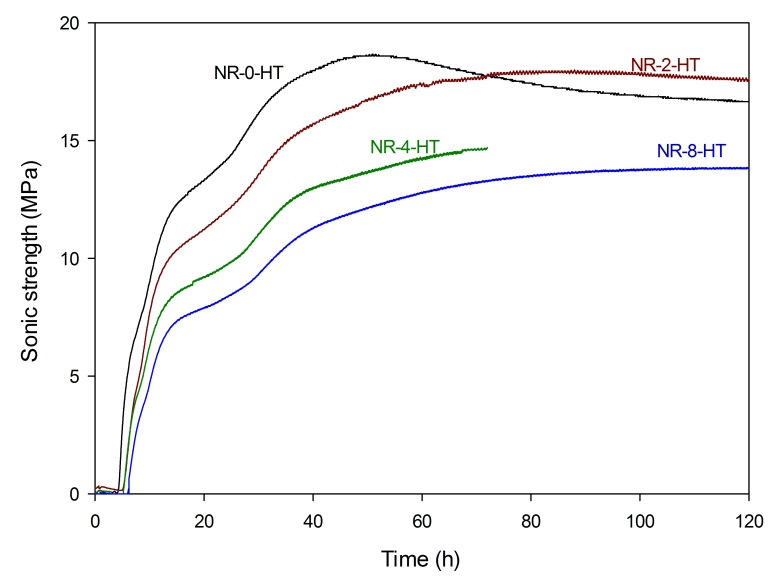 20
NR-0-HT
NR-2-HT
15
NR-4-HT
NR-8-HT
Sonic strength (MPa)
10
5
0
0 20 40 60 80 100 120
Time (h)